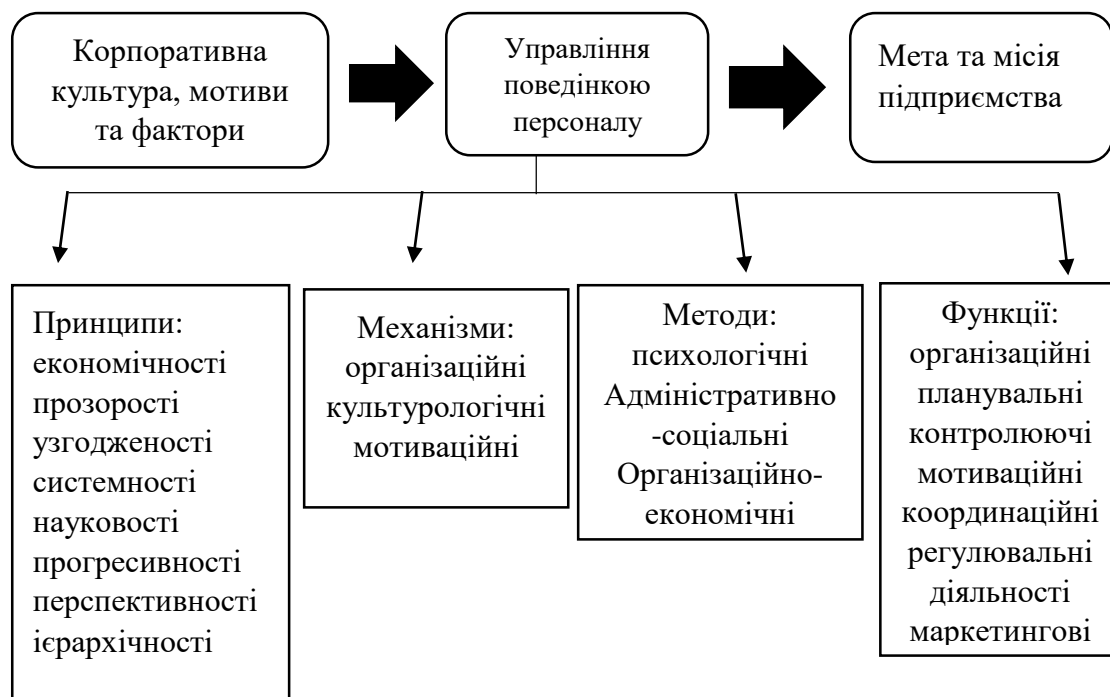 Корпоративна
культура, мотиви
та фактори
Управління
поведінкою
персоналу
Мета та місія
підприємства
Принципи:
економічності
прозорості
узгодженості
системності
науковості
прогресивності
перспективності
ієрархічності
Механізми:
організаційні
культурологічні
мотиваційні
Методи:
психологічні
Адміністративно
-соціальні
Організаційно-
економічні
Функції:
організаційні
планувальні
контролюючі
мотиваційні
координаційні
регулювальні
діяльності
маркетингові